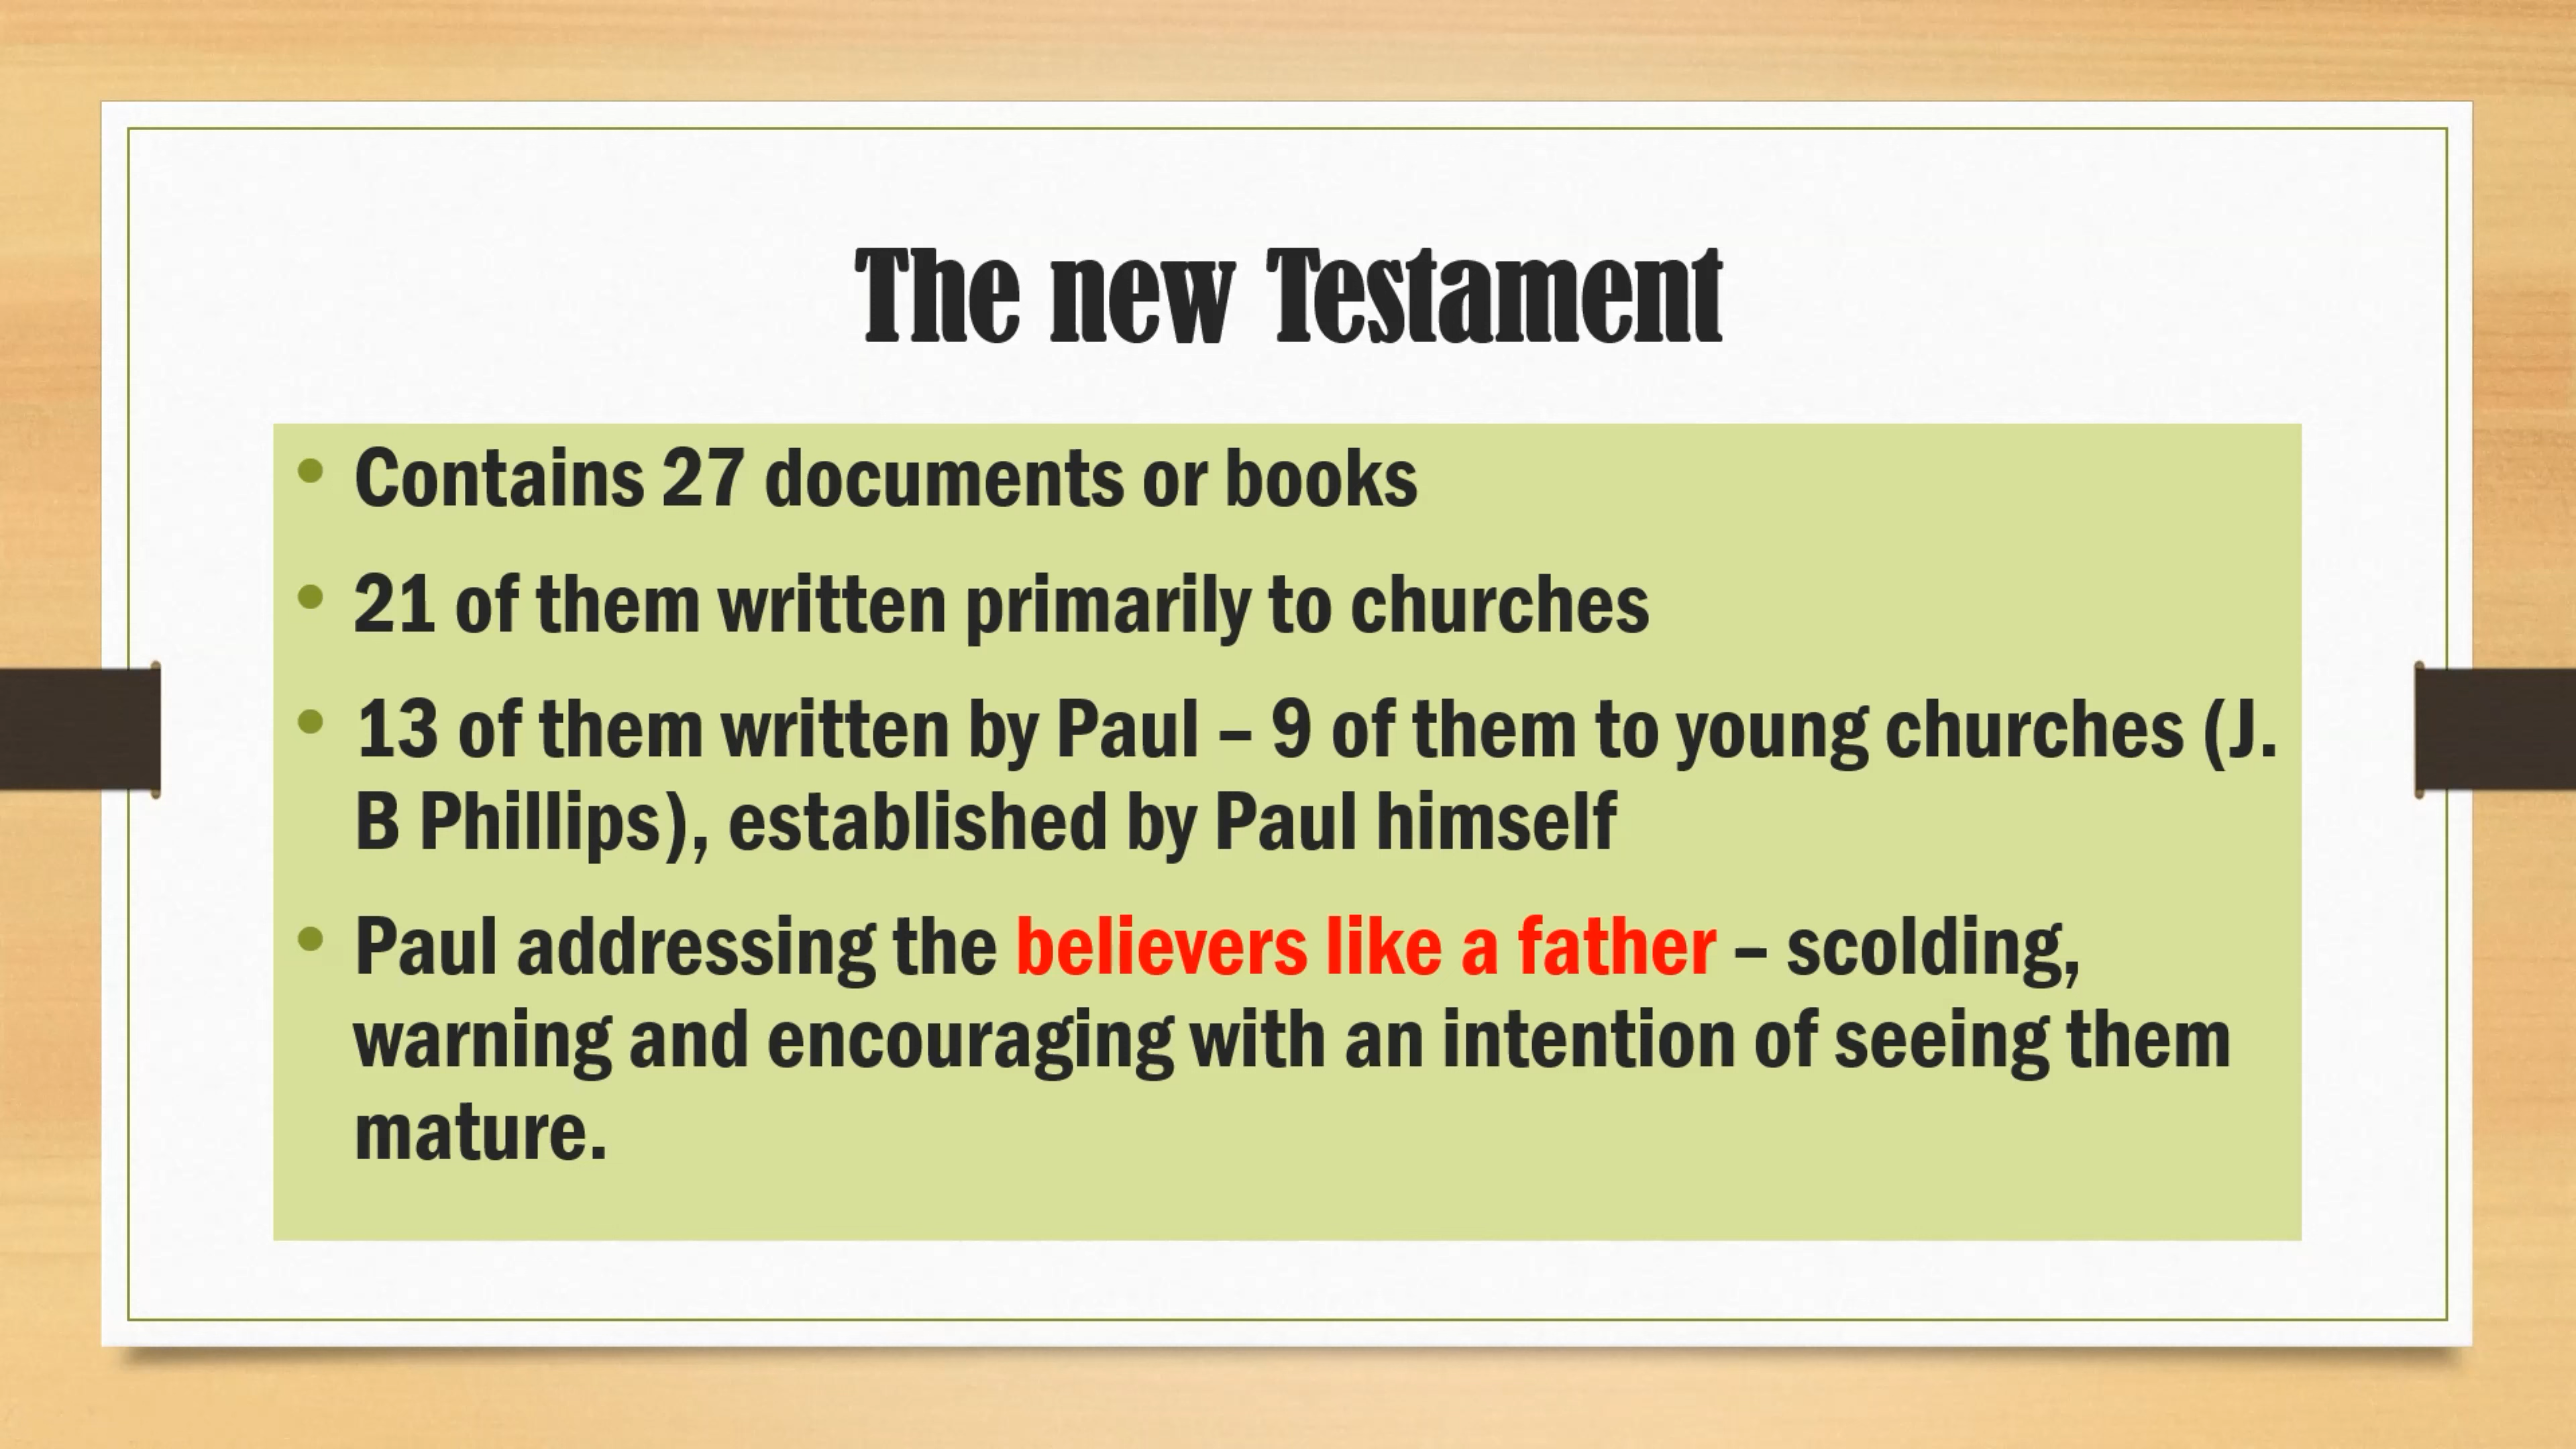 The new Testament
• Contains 27 documents or books
• 21 of them written primarily to churches
• 13 of them written by Paul – 9 of them to young churches (J.
B Phillips), established by Paul himself
• Paul addressing the believers like a father – scolding,
warning and encouraging with an intention of seeing them
mature.